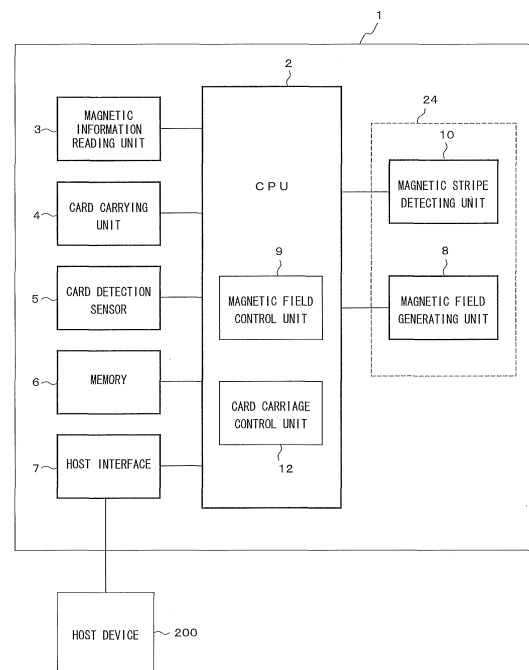 1
2
24
3
MAGNETIC
INFORMATION
READING UNIT
10
MAGNETIC STRIPE
DETECTING UNIT
CPU
4
CARD CARRYING
UNIT
9
8
5
CARD DETECTION
SENSOR
MAGNETIC FIELD
CONTROL UNIT
MAGNETIC FIELD
GENERATING UNIT
6
MEMORY
CARD CARRIAGE
CONTROL UNIT
7
HOST INTERFACE
12
HOST DEVICE
200